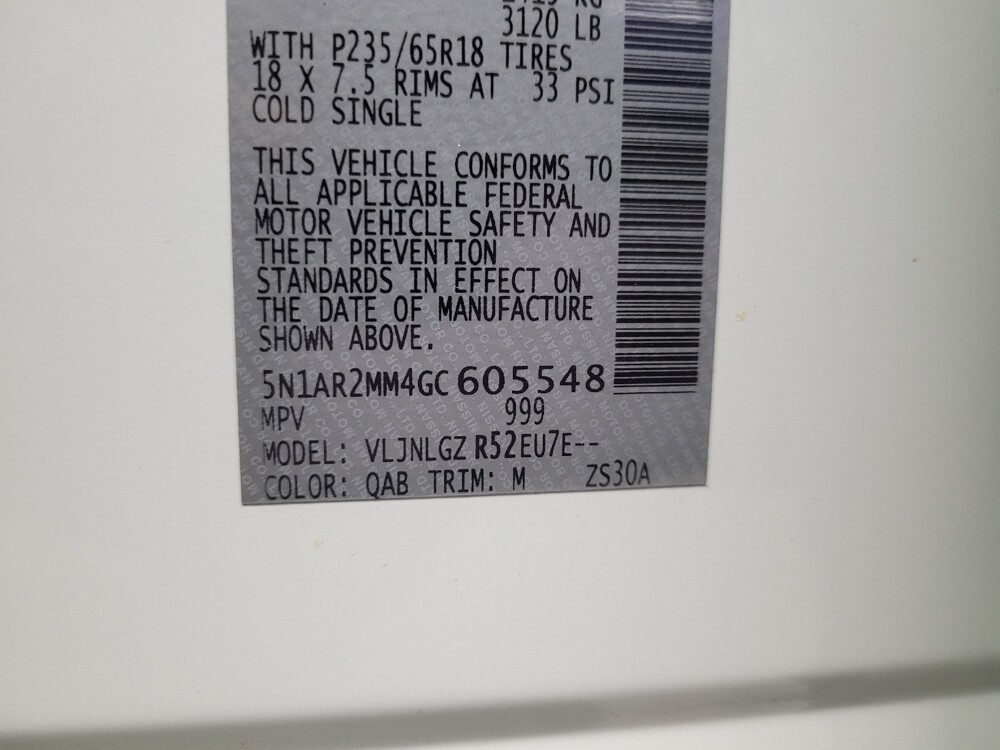 3120 LB
WITH P235/65R18 TIRES
18 X 7.5 RIMS AT 33 PSI
COLD SINGLE
THIS VEHICLE CONFORMS TO
ALL APPLICABLE FEDERAL
MOTOR VEHICLE SAFETY AND
THEFT PREVENTION
STANDARDS IN EFFECT ON
THE DATE OF MANUFACTURE
SHOWN ABOVE.
5N1AR2MM4GC605548
MPV 999
MODEL: VLJNLGZ R52EU7E--
COLOR: QAB TRIM: M ZS30A